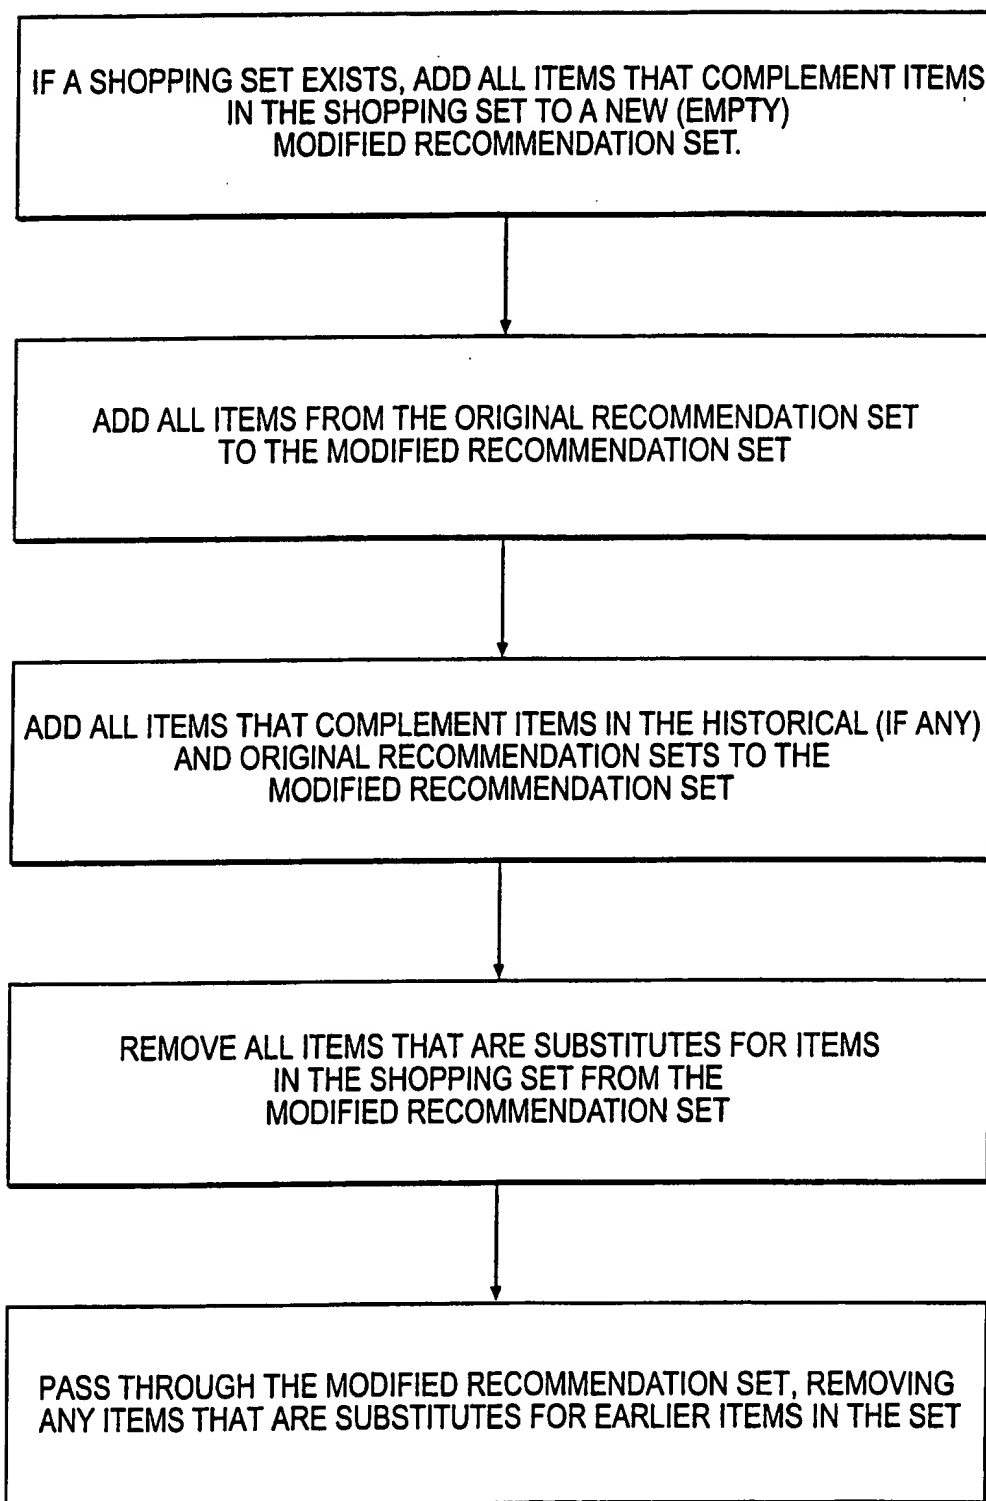 IF A SHOPPING SET EXISTS, ADD ALL ITEMS THAT COMPLEMENT ITEMS
IN THE SHOPPING SET TO A NEW (EMPTY)
MODIFIED RECOMMENDATION SET.
ADD ALL ITEMS FROM THE ORIGINAL RECOMMENDATION SET
TO THE MODIFIED RECOMMENDATION SET
ADD ALL ITEMS THAT COMPLEMENT ITEMS IN THE HISTORICAL (IF ANY)
AND ORIGINAL RECOMMENDATION SETS TO THE
MODIFIED RECOMMENDATION SET
REMOVE ALL ITEMS THAT ARE SUBSTITUTES FOR ITEMS
IN THE SHOPPING SET FROM THE
MODIFIED RECOMMENDATION SET
PASS THROUGH THE MODIFIED RECOMMENDATION SET, REMOVING
ANY ITEMS THAT ARE SUBSTITUTES FOR EARLIER ITEMS IN THE SET